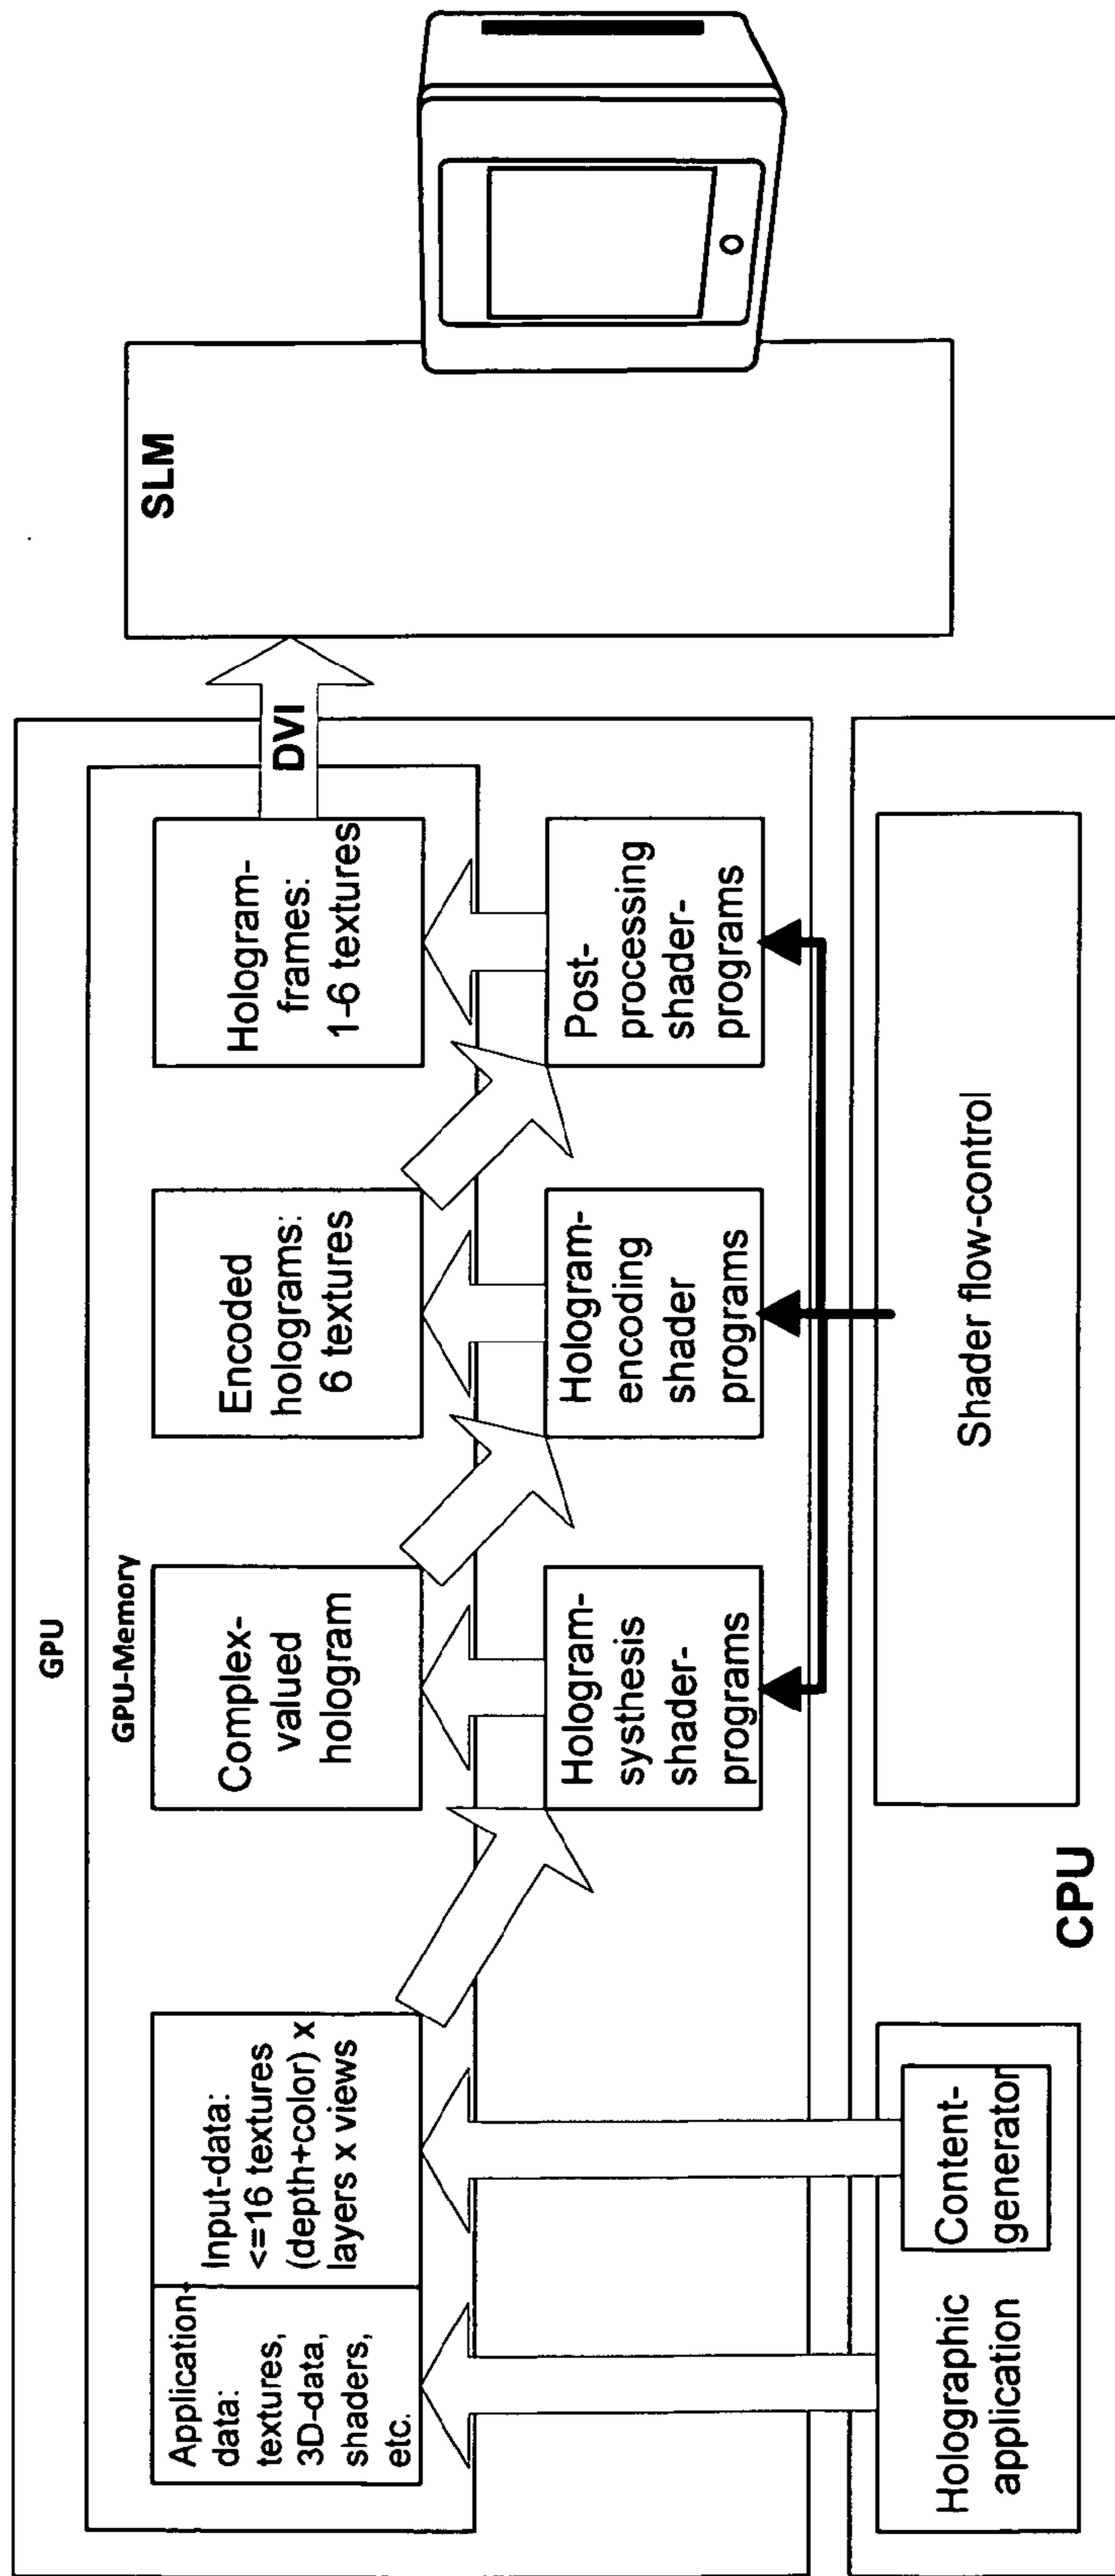 GPU
GPU-Memory
Application-
data:
textures,
3D-data,
shaders,
etc.
Input-data:
<=16 textures
(depth+color) x
layers x views
Complex-
valued
hologram
Encoded
holograms:
6 textures
Hologram-
frames:
1-6 textures
DVI
SLM
Hologram-
systhesis
shader-
programs
Hologram-
encoding
shader
programs
Post-
processing
shader-
programs
Holographic
application
Content-
generator
CPU
Shader flow-control